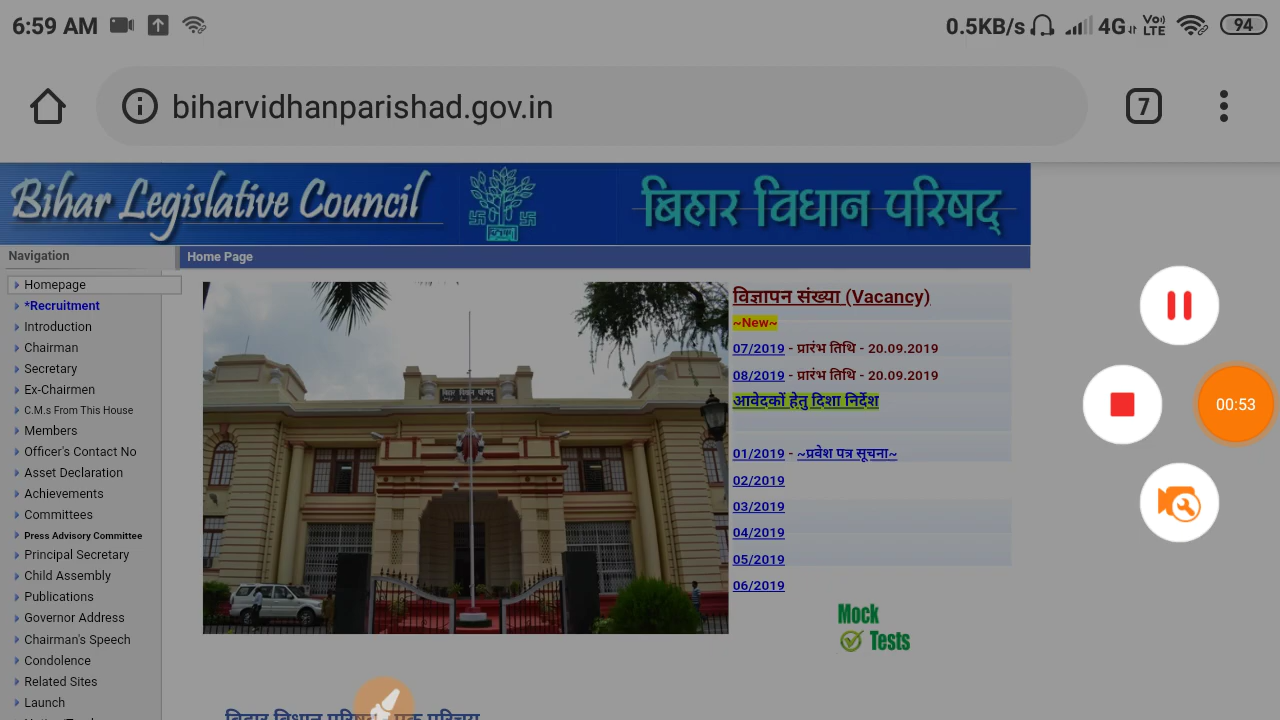 6:59 AM
0.5KB/s 4G VoLTE 94
biharvidhanparishad.gov.in
7
Bihar Legislative Council
बिहार विधान परिषद्
Navigation
Home Page
Homepage
*Recruitment
Introduction
Chairman
Secretary
Ex-Chairmen
C.M.s From This House
Members
Officer's Contact No
Asset Declaration
Achievements
Committees
Press Advisory Committee
Principal Secretary
Child Assembly
Publications
Governor Address
Chairman's Speech
Condolence
Related Sites
Launch
बिहार विधान परिषद्
विज्ञापन संख्या (Vacancy)
~New~
07/2019 - प्रारंभ तिथि - 20.09.2019
08/2019 - प्रारंभ तिथि - 20.09.2019
आवेदकों हेतु दिशा निर्देश
01/2019 - ~प्रवेश पत्र सूचना~
02/2019
03/2019
04/2019
05/2019
06/2019
Mock
Tests
00:53